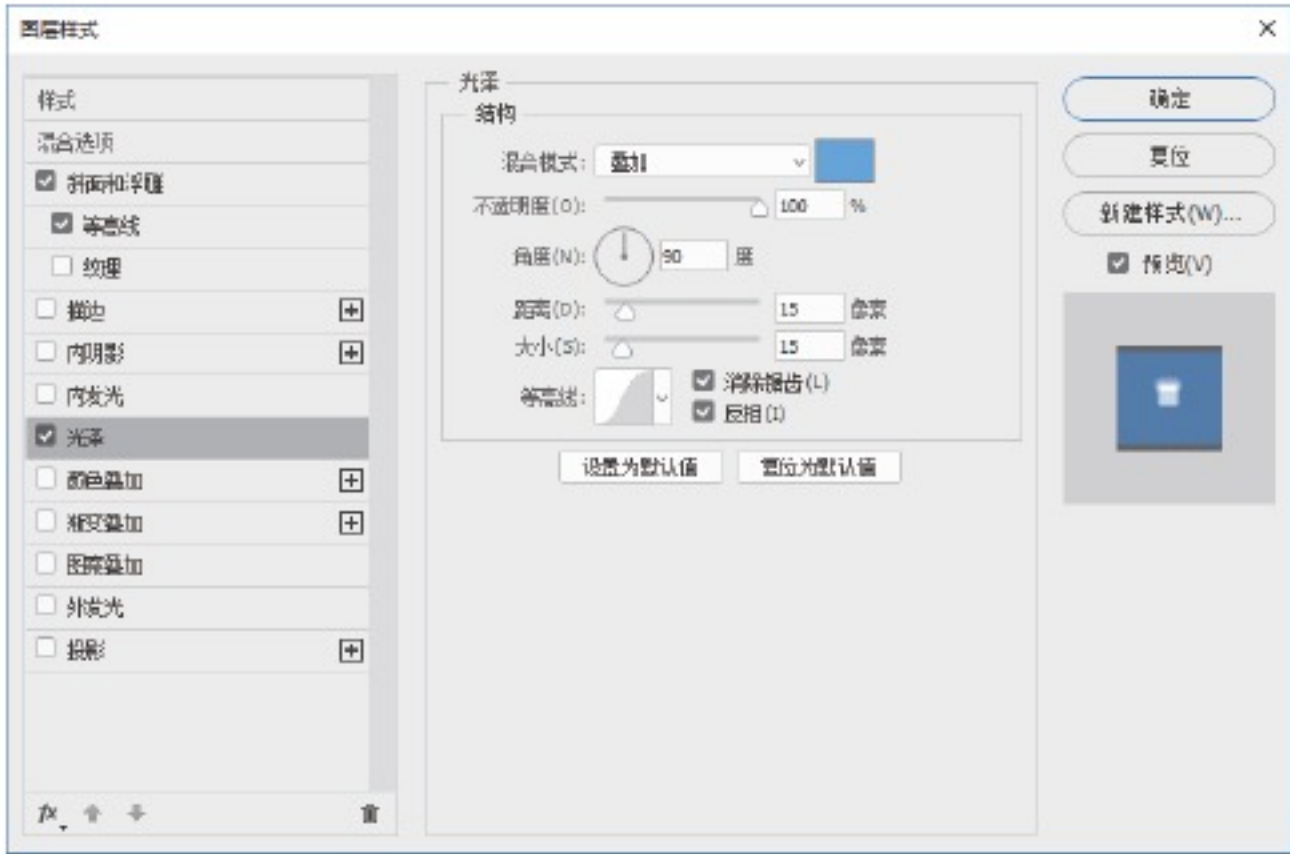 图层样式
样式
混合选项
斜面和浮雕
等高线
纹理
描边
内阴影
内发光
光泽
颜色叠加
渐变叠加
图案叠加
外发光
投影
fx
光泽
结构
混合模式: 叠加
不透明度(O): 100 %
角度(N): 90 度
距离(D): 15 像素
大小(S): 15 像素
等高线: 消除锯齿(L)
反相(I)
设置为默认值 复位为默认值
确定
复位
新建样式(W)...
预览(V)